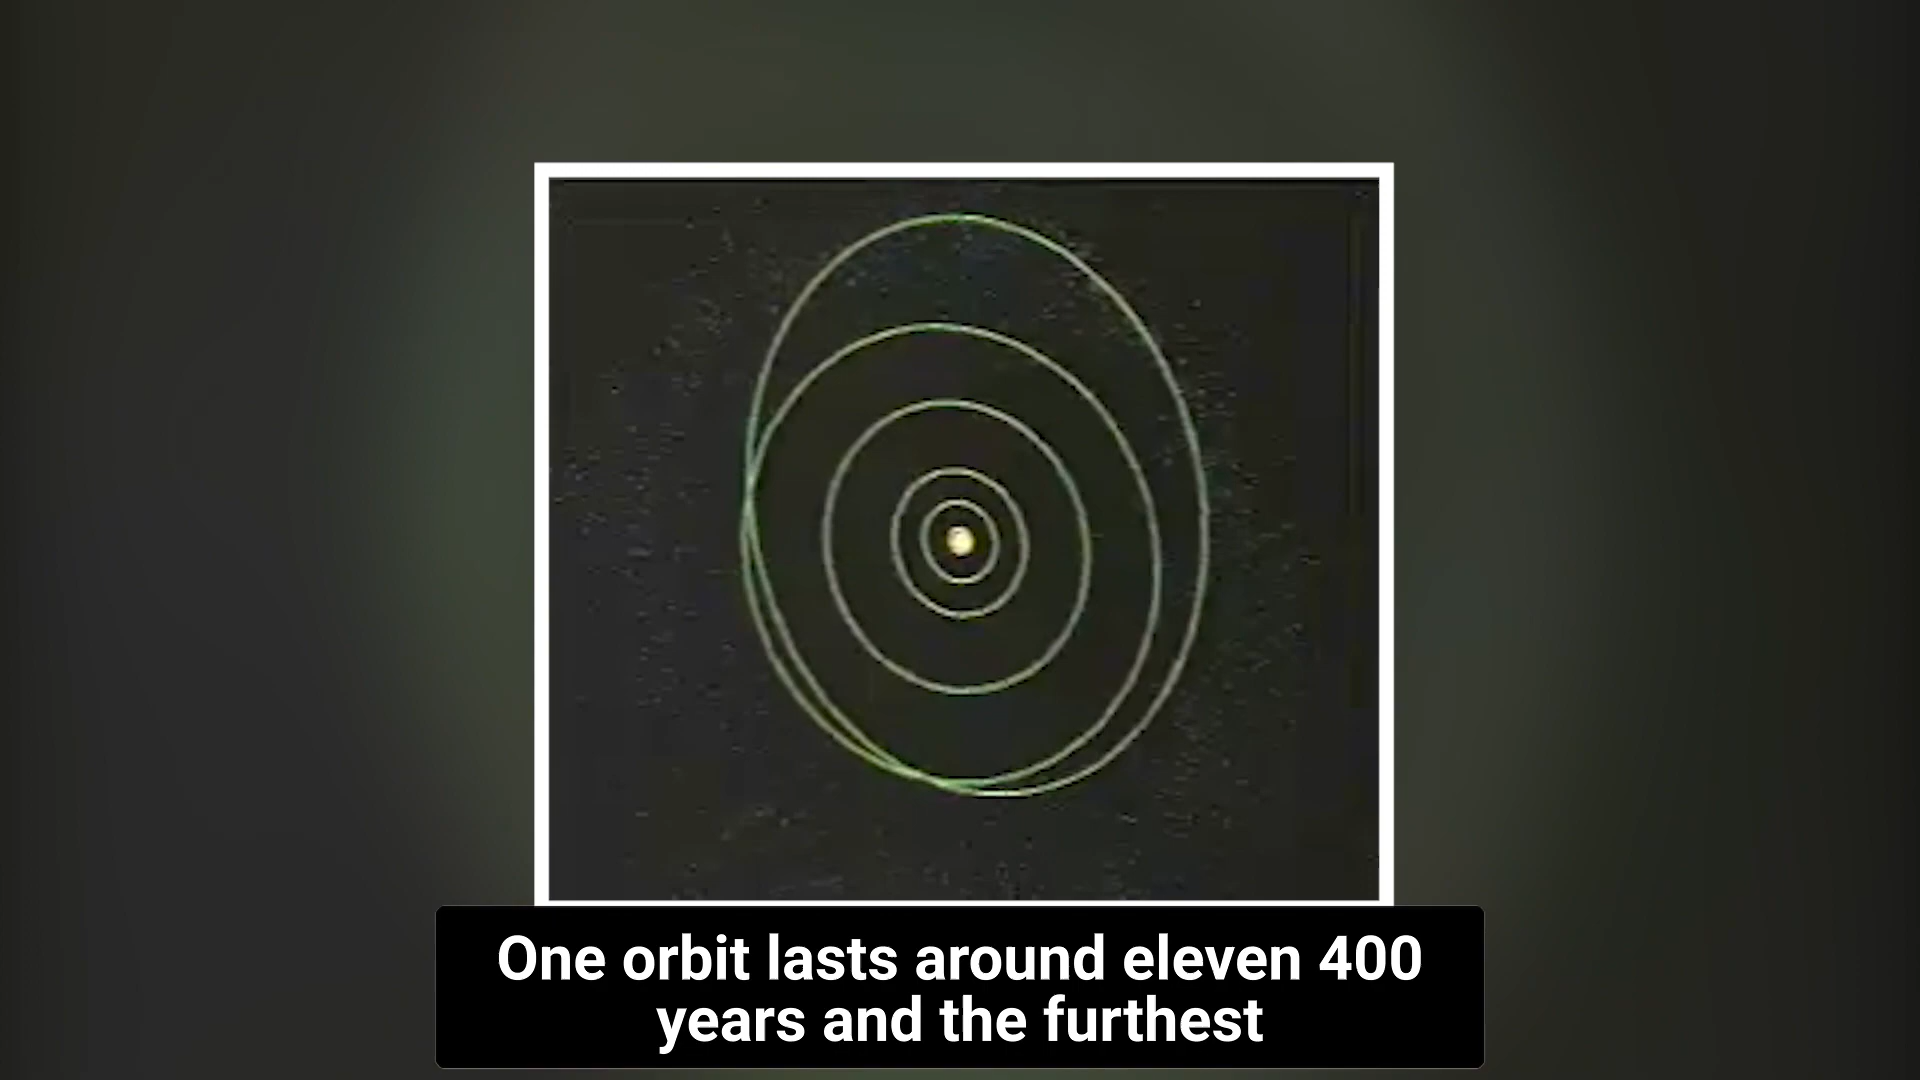 One orbit lasts around eleven 400
years and the furthest